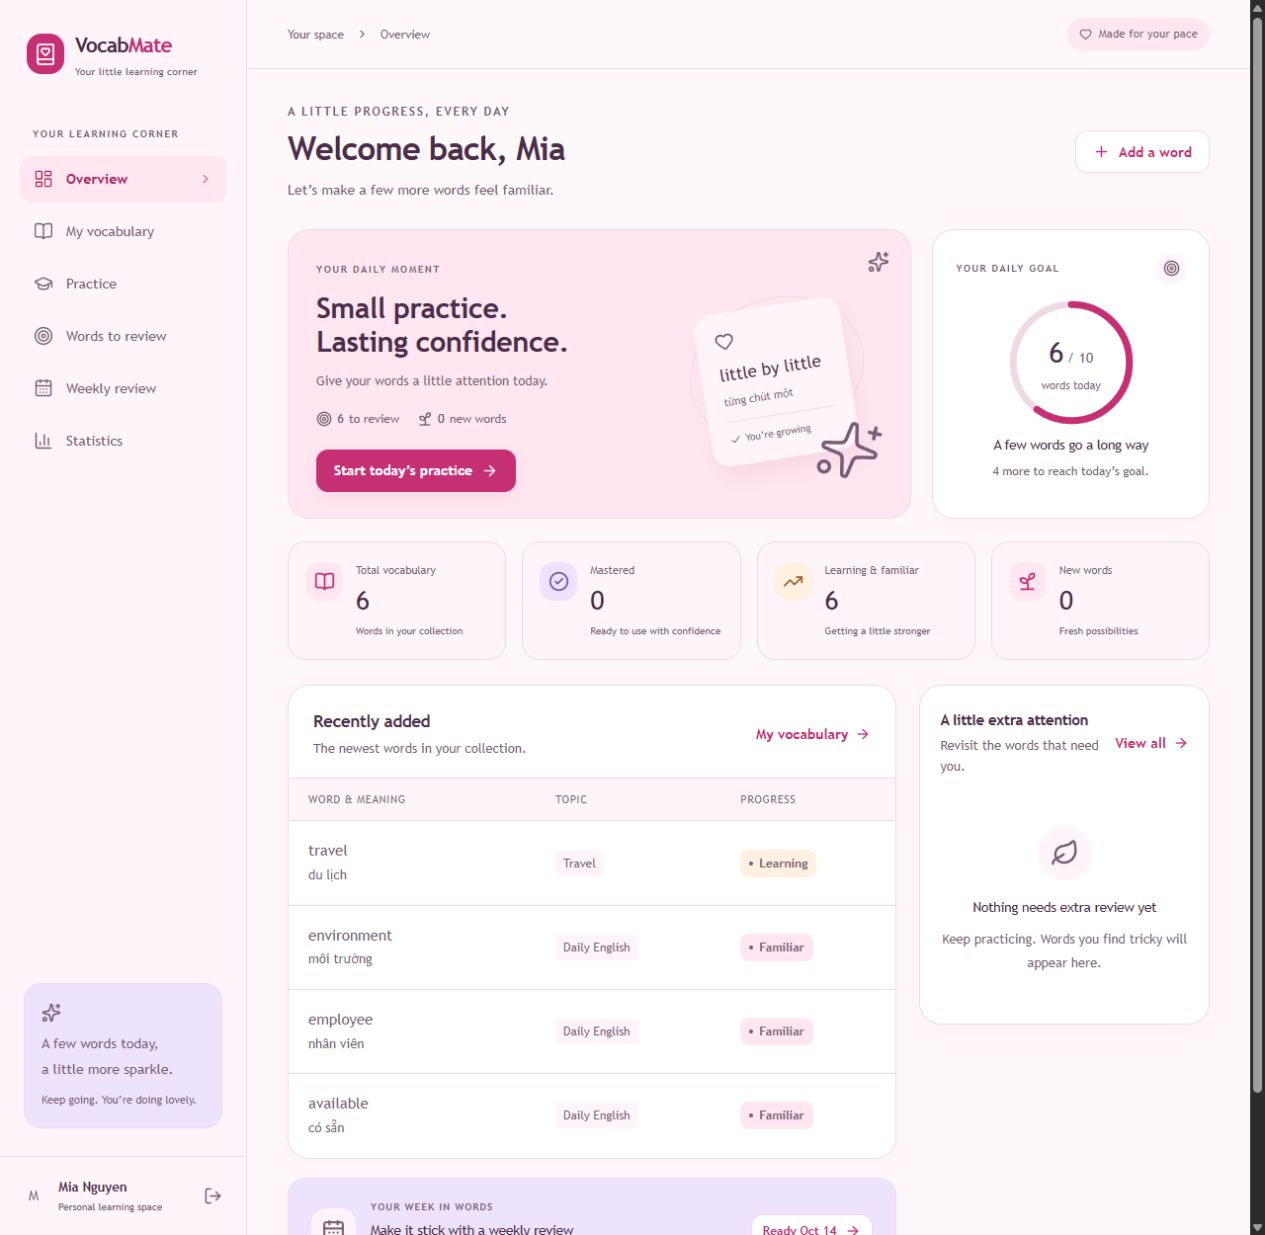 VocabMate
Your little learning corner
YOUR LEARNING CORNER
Overview
My vocabulary
Practice
Words to review
Weekly review
Statistics
A few words today,
a little more sparkle.
Keep going. You're doing lovely.
M
Mia Nguyen
Personal learning space
Your space > Overview
Made for your pace
A LITTLE PROGRESS, EVERY DAY
Welcome back, Mia
Let's make a few more words feel familiar.
Add a word
YOUR DAILY MOMENT
Small practice.
Lasting confidence.
Give your words a little attention today.
6 to review 0 new words
Start today's practice
little by little
từng chút một
You're growing
YOUR DAILY GOAL
6 / 10
words today
A few words go a long way
4 more to reach today's goal.
Total vocabulary
6
Words in your collection
Mastered
0
Ready to use with confidence
Learning & familiar
6
Getting a little stronger
New words
0
Fresh possibilities
Recently added
The newest words in your collection.
My vocabulary
WORD & MEANING TOPIC PROGRESS
travel
du lịch
Travel
Learning
environment
môi trường
Daily English
Familiar
employee
nhân viên
Daily English
Familiar
available
có sẵn
Daily English
Familiar
A little extra attention
Revisit the words that need
you.
View all
Nothing needs extra review yet
Keep practicing. Words you find tricky will
appear here.
YOUR WEEK IN WORDS
Make it stick with a weekly review
Ready Oct 14